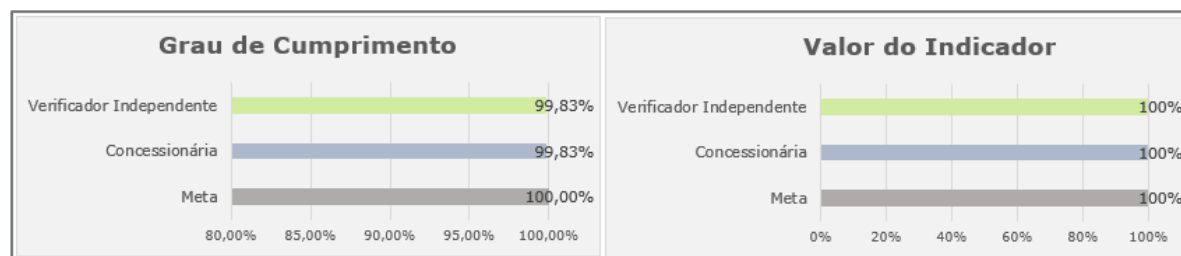 Grau de Cumprimento
Verificador Independente 99,83%
Concessionária 99,83%
Meta 100,00%
80,00% 85,00% 90,00% 95,00% 100,00%
Valor do Indicador
Verificador Independente 100%
Concessionária 100%
Meta 100%
0% 20% 40% 60% 80% 100%